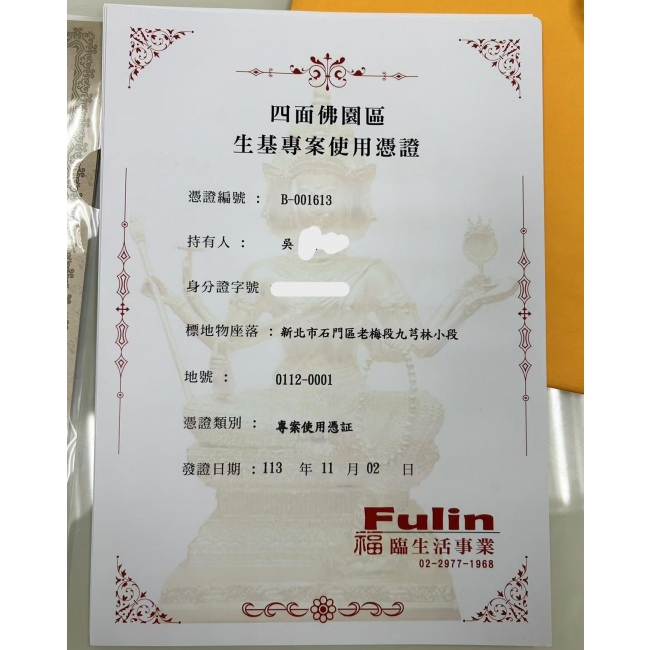 四面佛園區
生基專案使用憑證
憑證編號 : B-001613
持有人 : 吳
身分證字號
標地物座落 : 新北市石門區老梅段九芎林小段
地號 : 0112-0001
憑證類別 : 專案使用憑証
發證日期 : 113 年 11 月 02 日
Fulin
福臨生活事業
02-2977-1968